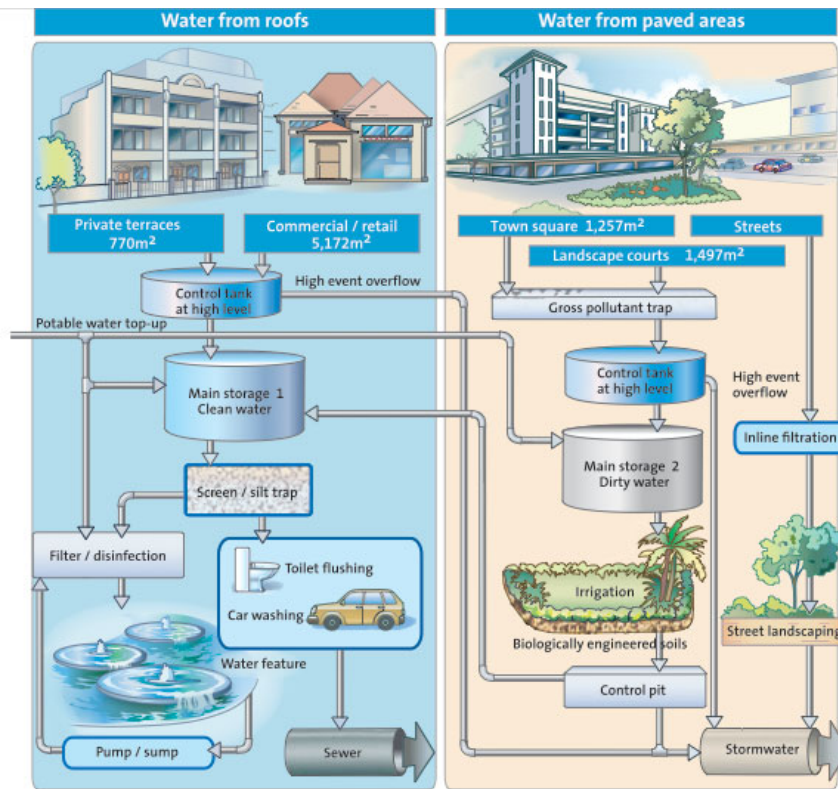 Water from roofs
Water from paved areas
Private terraces
770m²
Commercial / retail
5,172m²
Town square 1,257m²
Streets
Landscape courts 1,497m²
Control tank
at high level
High event overflow
Gross pollutant trap
Potable water top-up
Main storage 1
Clean water
Control tank
at high level
High event
overflow
Inline filtration
Main storage 2
Dirty water
Screen / silt trap
Filter / disinfection
Toilet flushing
Car washing
Irrigation
Biologically engineered soils
Street landscaping
Water feature
Control pit
Pump / sump
Sewer
Stormwater